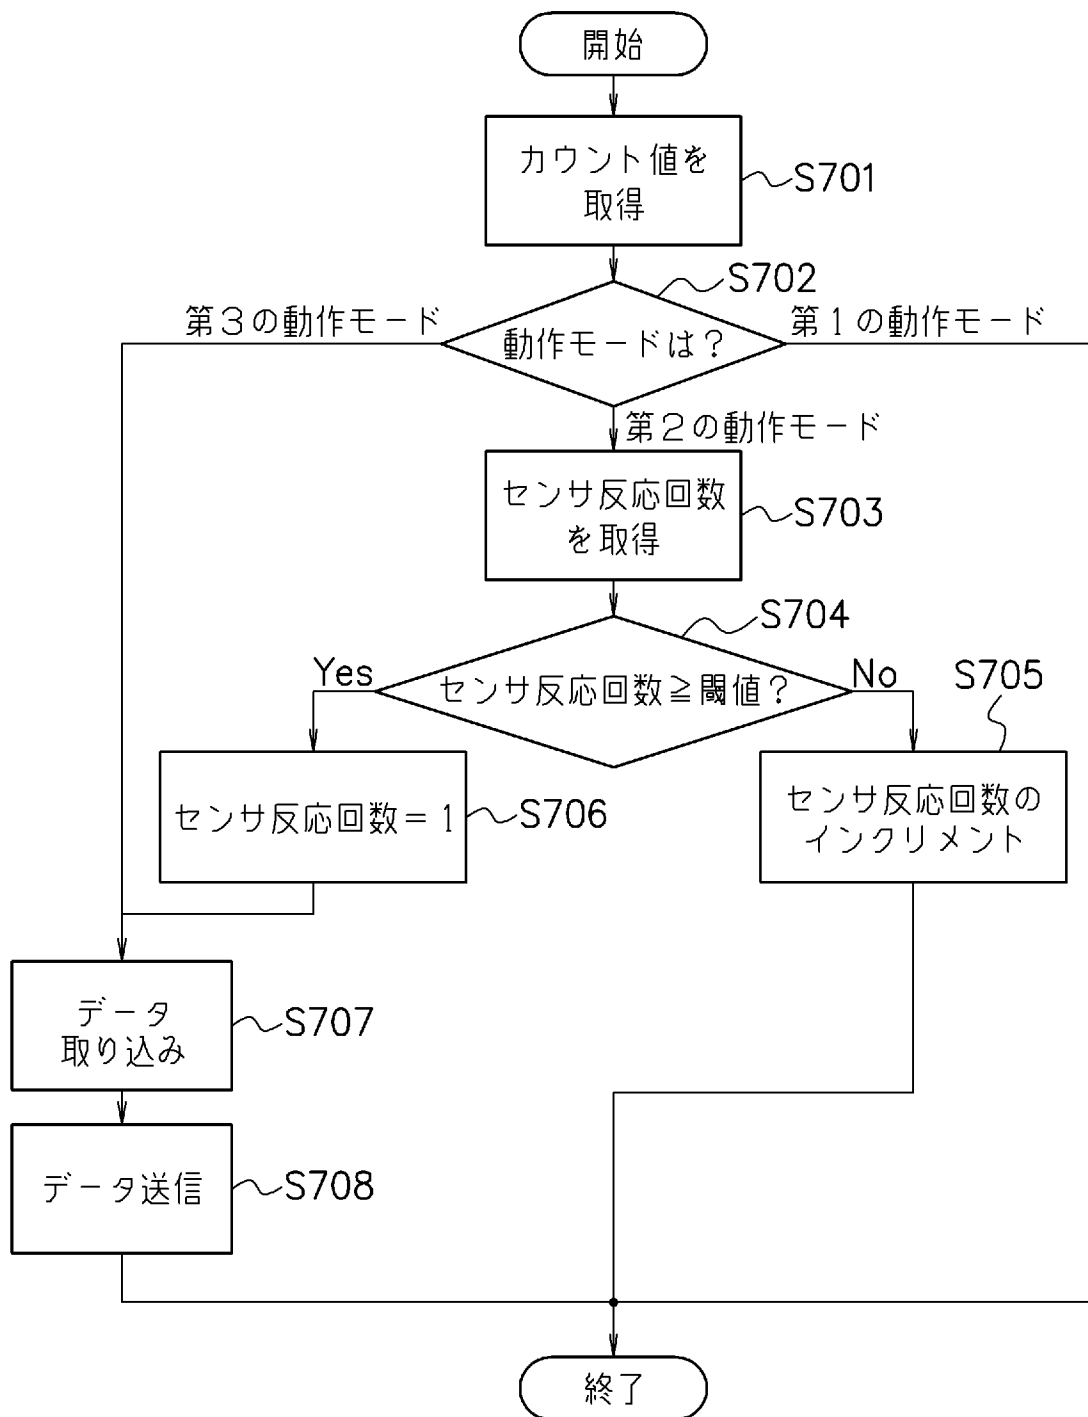 開始
カウント値を
取得
S701
S702
第3の動作モード
動作モードは？
第1の動作モード
第2の動作モード
センサ反応回数
を取得
S703
S704
Yes
センサ反応回数≧閾値？
No
S705
センサ反応回数＝1
S706
センサ反応回数の
インクリメント
データ
取り込み
S707
データ送信
S708
終了